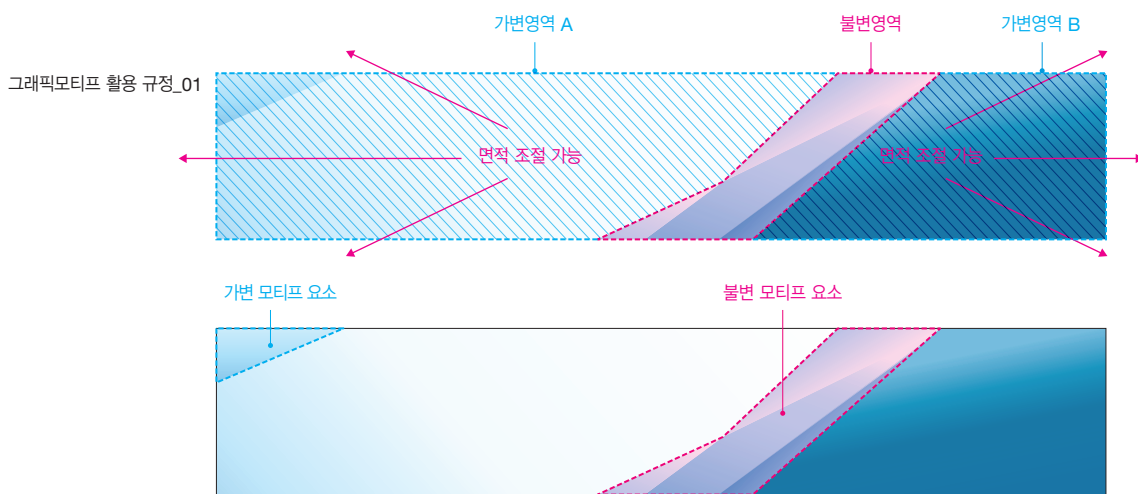 가변영역 A
불변영역
가변영역 B
그래픽모티프 활용 규정_01
면적 조절 가능
면적 조절 가능
가변 모티프 요소
불변 모티프 요소